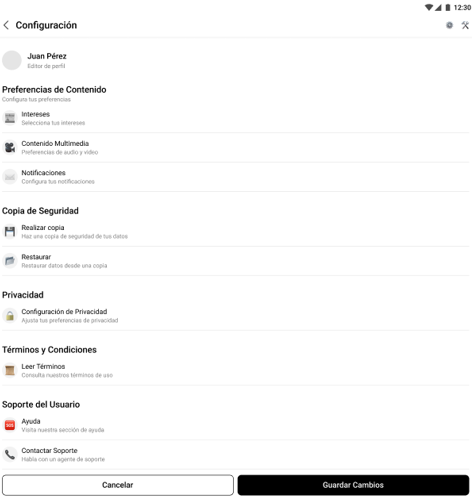 12:30
Configuración
Juan Pérez
Editor de perfil
Preferencias de Contenido
Configura tus preferencias
Intereses
Selecciona tus intereses
Contenido Multimedia
Preferencias de audio y video
Notificaciones
Configura tus notificaciones
Copia de Seguridad
Realizar copia
Haz una copia de seguridad de tus datos
Restaurar
Restaurar datos desde una copia
Privacidad
Configuración de Privacidad
Ajusta tus preferencias de privacidad
Términos y Condiciones
Leer Términos
Consulta nuestros términos de uso
Soporte del Usuario
SOS
Ayuda
Visita nuestra sección de ayuda
Contactar Soporte
Habla con un agente de soporte
Cancelar
Guardar Cambios